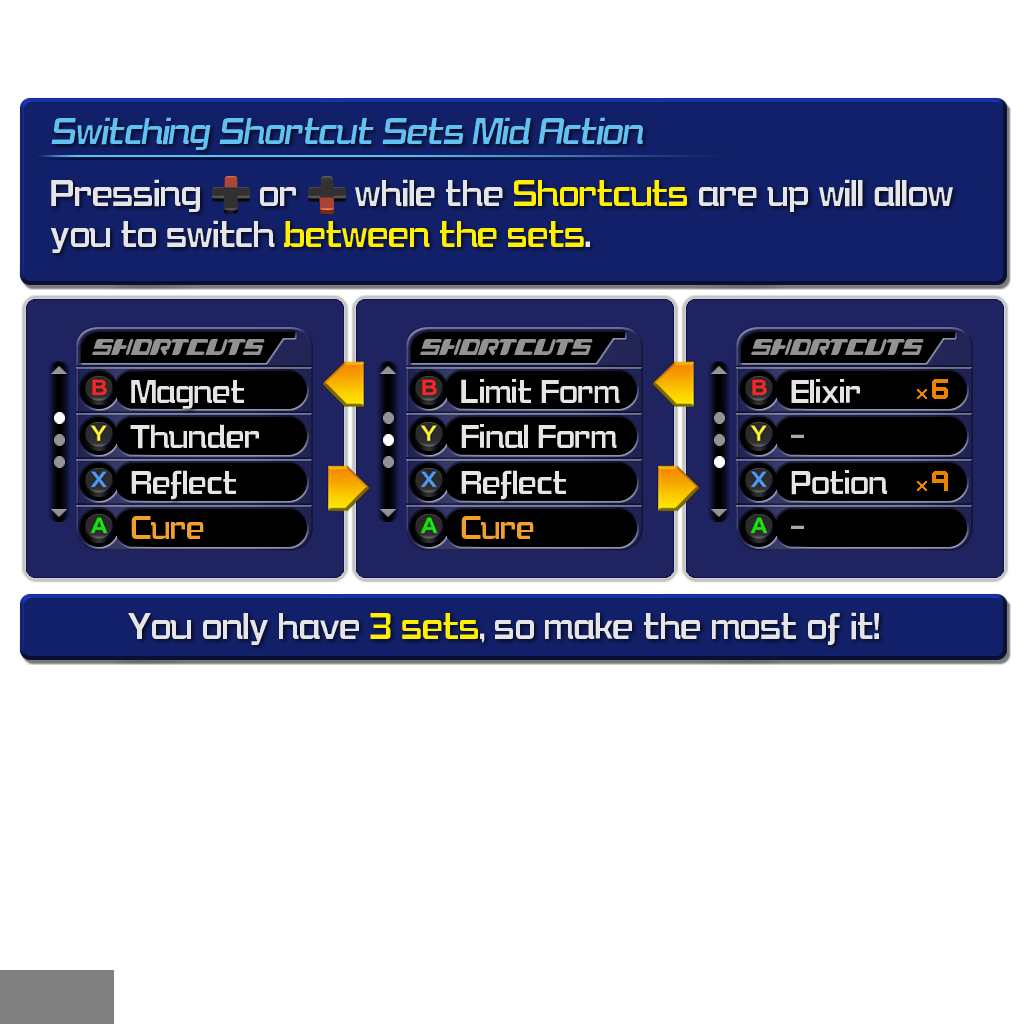 Switching Shortcut Sets Mid Action
Pressing or while the Shortcuts are up will allow
you to switch between the sets.
SHORTCUTS
B Magnet
Y Thunder
X Reflect
A Cure
SHORTCUTS
B Limit Form
Y Final Form
X Reflect
A Cure
SHORTCUTS
B Elixir ×6
Y -
X Potion ×9
A -
You only have 3 sets, so make the most of it!